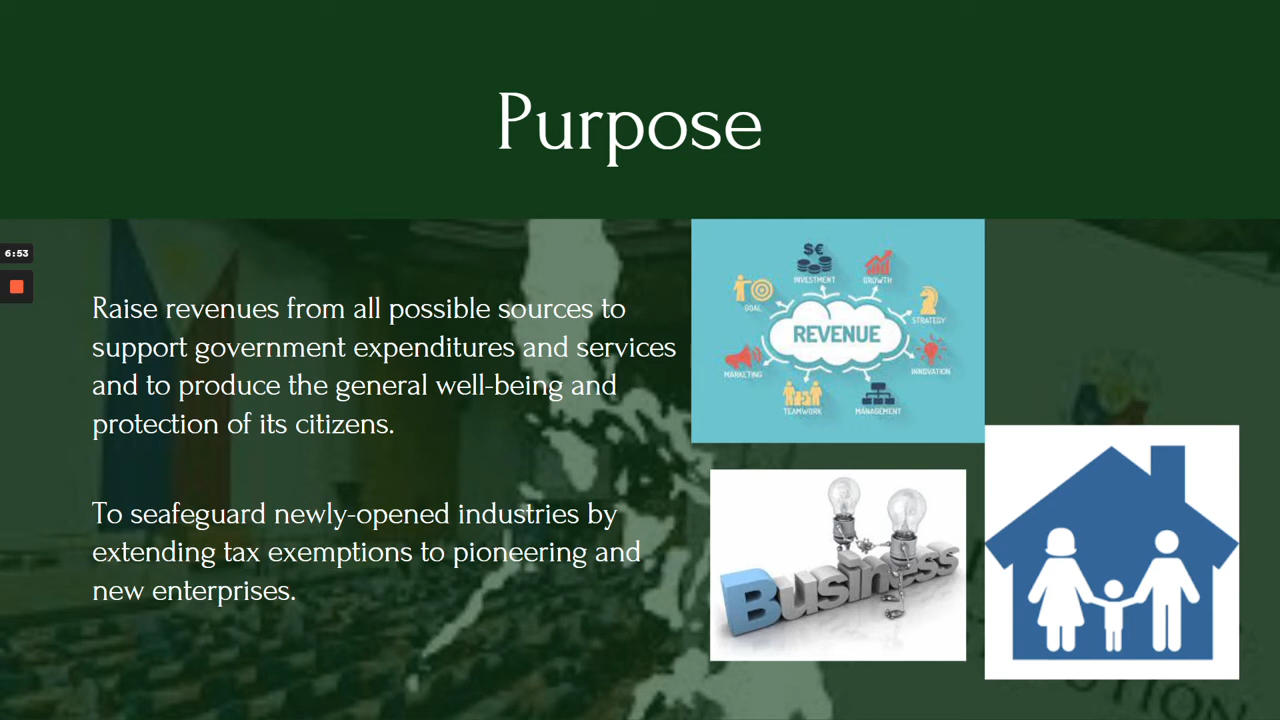 Purpose
6:53
Raise revenues from all possible sources to
support government expenditures and services
and to produce the general well-being and
protection of its citizens.
To seafeguard newly-opened industries by
extending tax exemptions to pioneering and
new enterprises.
$€
INVESTMENT
GROWTH
GOAL
STRATEGY
REVENUE
MARKETING
INNOVATION
TEAMWORK
MANAGEMENT
Business